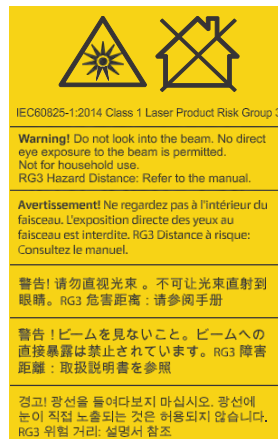 IEC60825-1:2014 Class 1 Laser Product Risk Group 3
Warning! Do not look into the beam. No direct
eye exposure to the beam is permitted.
Not for household use.
RG3 Hazard Distance: Refer to the manual.
Avertissement! Ne regardez pas à l'intérieur du
faisceau. L'exposition directe des yeux au
faisceau est interdite. RG3 Distance à risque:
Consultez le manuel.
警告! 请勿直视光束 。不可让光束直射到
眼睛。RG3 危害距离 : 请参阅手册
警告 ! ビームを見ないこと。ビームへの
直接暴露は禁止されています。RG3 障害
距離 : 取扱説明書を参照
경고! 광선을 들여다보지 마십시오. 광선에
눈이 직접 노출되는 것은 허용되지 않습니다.
RG3 위험 거리: 설명서 참조